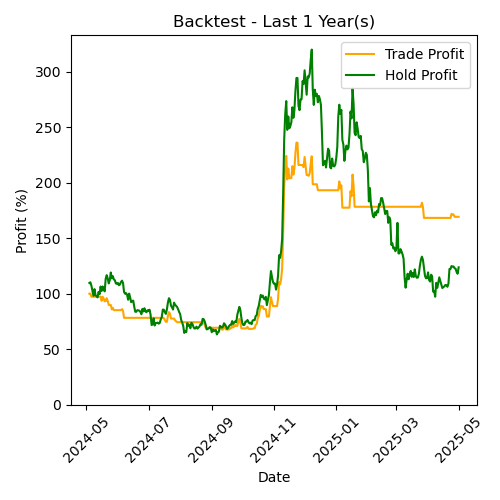 Backtest - Last 1 Year(s)
Trade Profit
Hold Profit
Profit (%)
300
250
200
150
100
50
0
2024-05
2024-07
2024-09
2024-11
2025-01
2025-03
2025-05
Date